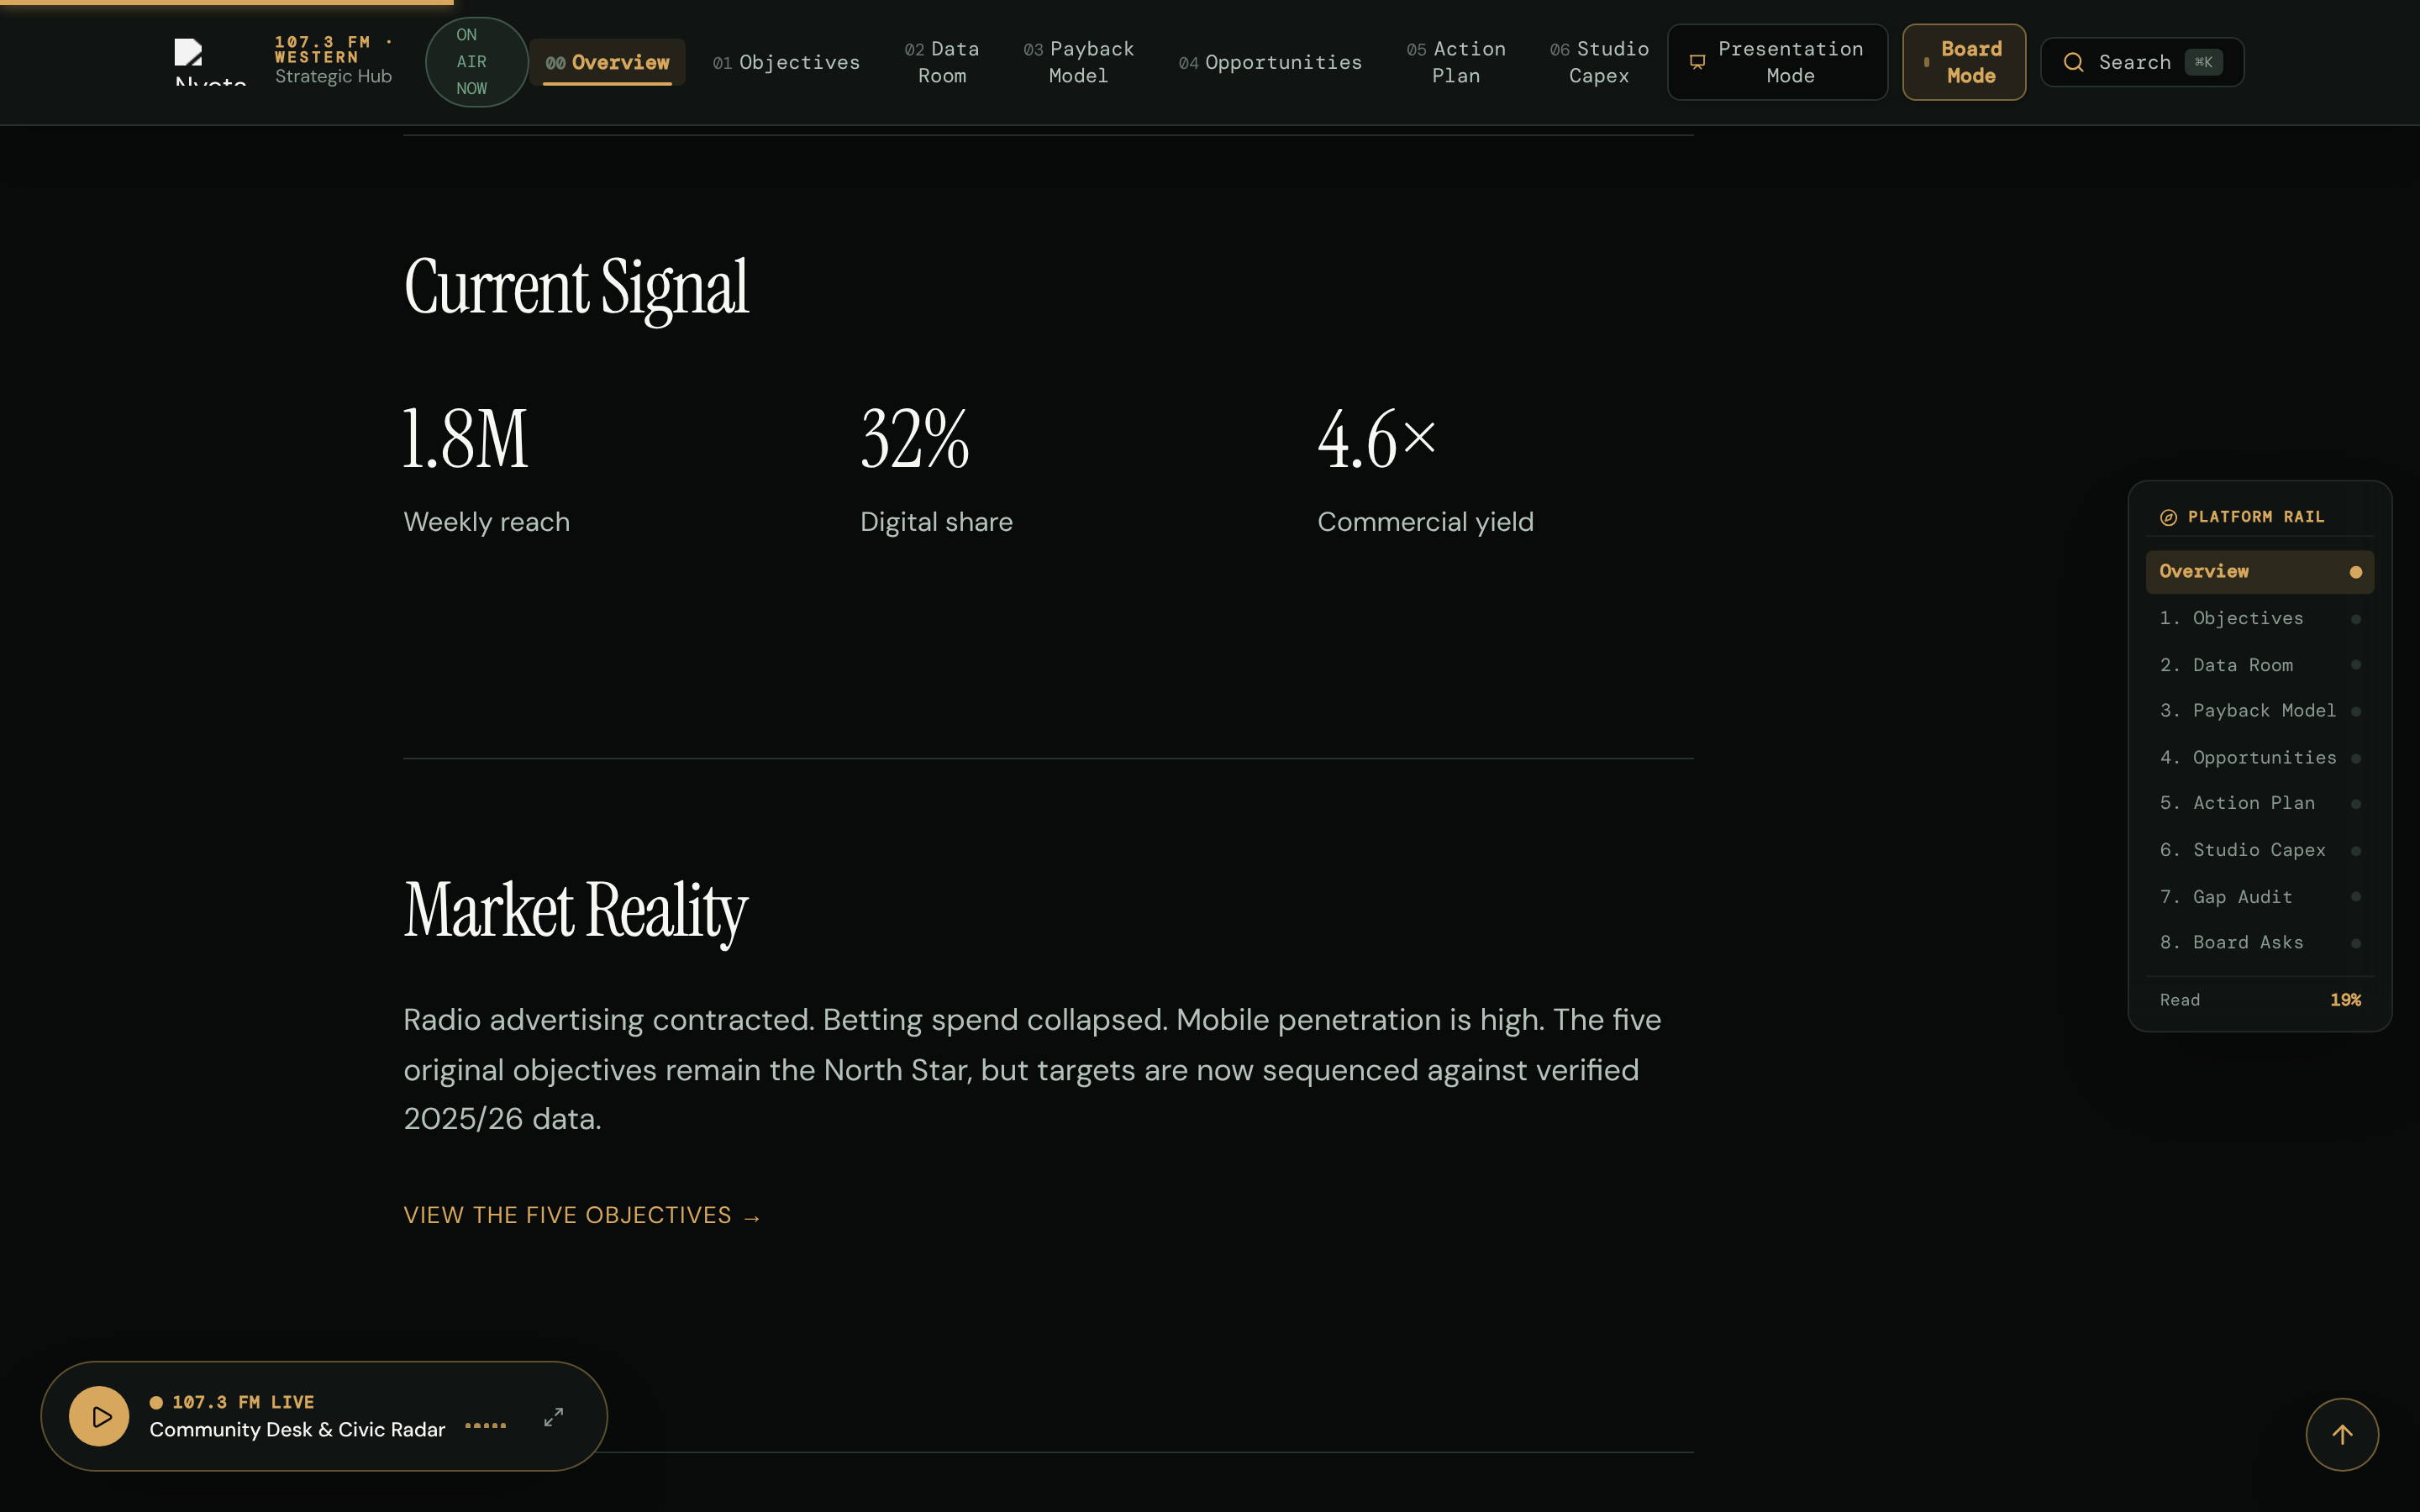 107.3 FM ·
WESTERN
Strategic Hub
ON
AIR
NOW
00 Overview
01 Objectives
02 Data
Room
03 Payback
Model
04 Opportunities
05 Action
Plan
06 Studio
Capex
Presentation
Mode
Board
Mode
Search ⌘K
Current Signal
1.8M
Weekly reach
32%
Digital share
4.6×
Commercial yield
Market Reality
Radio advertising contracted. Betting spend collapsed. Mobile penetration is high. The five
original objectives remain the North Star, but targets are now sequenced against verified
2025/26 data.
VIEW THE FIVE OBJECTIVES →
PLATFORM RAIL
Overview
1. Objectives
2. Data Room
3. Payback Model
4. Opportunities
5. Action Plan
6. Studio Capex
7. Gap Audit
8. Board Asks
Read 19%
107.3 FM LIVE
Community Desk & Civic Radar